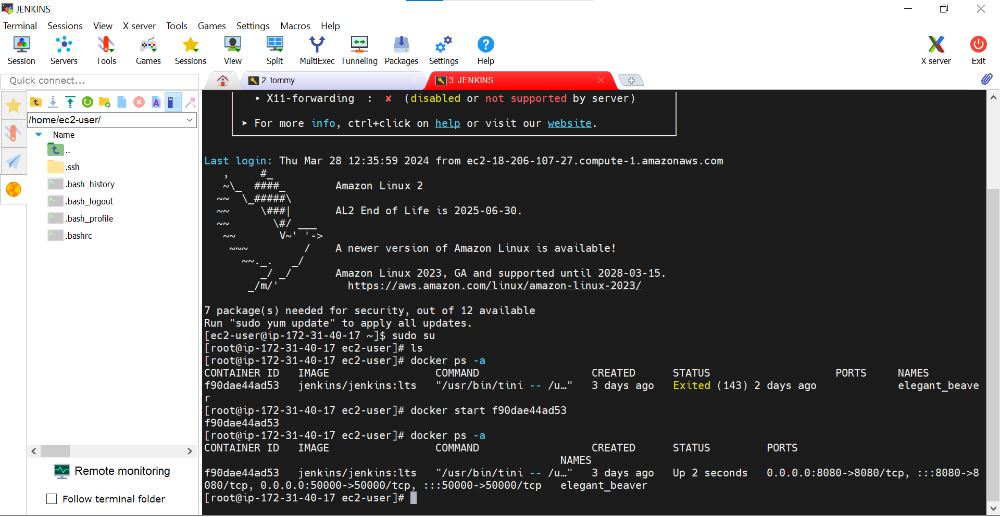 JENKINS
Terminal Sessions View X server Tools Games Settings Macros Help
Session Servers Tools Games Sessions View Split MultiExec Tunneling Packages Settings Help X server Exit
Quick connect...
2. tommy
3. JENKINS
/home/ec2-user/
Name
..
.ssh
.bash_history
.bash_logout
.bash_profile
.bashrc
Remote monitoring
Follow terminal folder
• X11-forwarding  :  ✘  (disabled or not supported by server)
➤ For more info, ctrl+click on help or visit our website.
Last login: Thu Mar 28 12:35:59 2024 from ec2-18-206-107-27.compute-1.amazonaws.com
   ,     #_
   ~\_  ####_        Amazon Linux 2
  ~~  \_#####\
  ~~     \###|       AL2 End of Life is 2025-06-30.
  ~~       \#/ ___
   ~~       V~' '->
    ~~~         /    A newer version of Amazon Linux is available!
      ~~._.   _/
         _/ _/       Amazon Linux 2023, GA and supported until 2028-03-15.
       _/m/'           https://aws.amazon.com/linux/amazon-linux-2023/
7 package(s) needed for security, out of 12 available
Run "sudo yum update" to apply all updates.
[ec2-user@ip-172-31-40-17 ~]$ sudo su
[root@ip-172-31-40-17 ec2-user]# ls
[root@ip-172-31-40-17 ec2-user]# docker ps -a
CONTAINER ID   IMAGE                 COMMAND                  CREATED      STATUS                    PORTS     NAMES
f90dae44ad53   jenkins/jenkins:lts   "/usr/bin/tini -- /u…"   3 days ago   Exited (143) 2 days ago             elegant_beave
r
[root@ip-172-31-40-17 ec2-user]# docker start f90dae44ad53
f90dae44ad53
[root@ip-172-31-40-17 ec2-user]# docker ps -a
CONTAINER ID   IMAGE                 COMMAND                  CREATED      STATUS         PORTS
                                                         NAMES
f90dae44ad53   jenkins/jenkins:lts   "/usr/bin/tini -- /u…"   3 days ago   Up 2 seconds   0.0.0.0:8080->8080/tcp, :::8080->8
080/tcp, 0.0.0.0:50000->50000/tcp, :::50000->50000/tcp   elegant_beaver
[root@ip-172-31-40-17 ec2-user]#